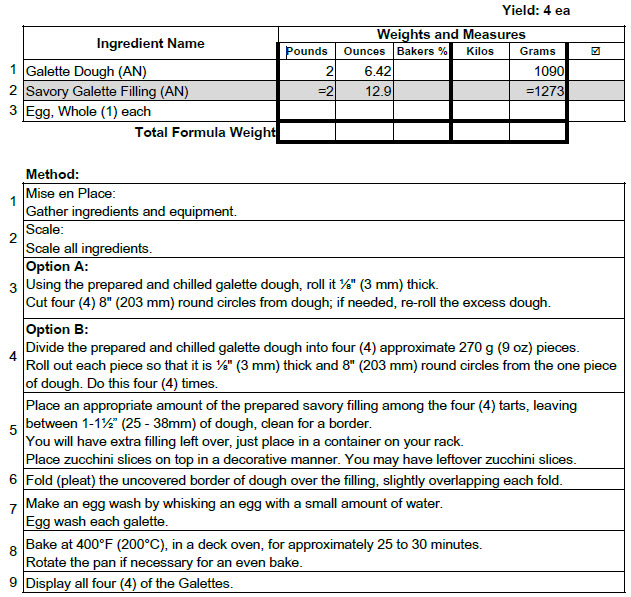 Yield: 4 ea
Ingredient Name
Weights and Measures
Pounds Ounces Bakers % Kilos Grams ☑
1 Galette Dough (AN) 2 6.42 1090
2 Savory Galette Filling (AN) =2 12.9 =1273
3 Egg, Whole (1) each
Total Formula Weight
Method:
1 Mise en Place:
Gather ingredients and equipment.
2 Scale:
Scale all ingredients.
Option A:
3 Using the prepared and chilled galette dough, roll it ⅛" (3 mm) thick.
Cut four (4) 8" (203 mm) round circles from dough; if needed, re-roll the excess dough.
Option B:
4 Divide the prepared and chilled galette dough into four (4) approximate 270 g (9 oz) pieces.
Roll out each piece so that it is ⅛" (3 mm) thick and 8" (203 mm) round circles from the one piece
of dough. Do this four (4) times.
5 Place an appropriate amount of the prepared savory filling among the four (4) tarts, leaving
between 1-1½” (25 - 38mm) of dough, clean for a border.
You will have extra filling left over, just place in a container on your rack.
Place zucchini slices on top in a decorative manner. You may have leftover zucchini slices.
6 Fold (pleat) the uncovered border of dough over the filling, slightly overlapping each fold.
7 Make an egg wash by whisking an egg with a small amount of water.
Egg wash each galette.
8 Bake at 400°F (200°C), in a deck oven, for approximately 25 to 30 minutes.
Rotate the pan if necessary for an even bake.
9 Display all four (4) of the Galettes.